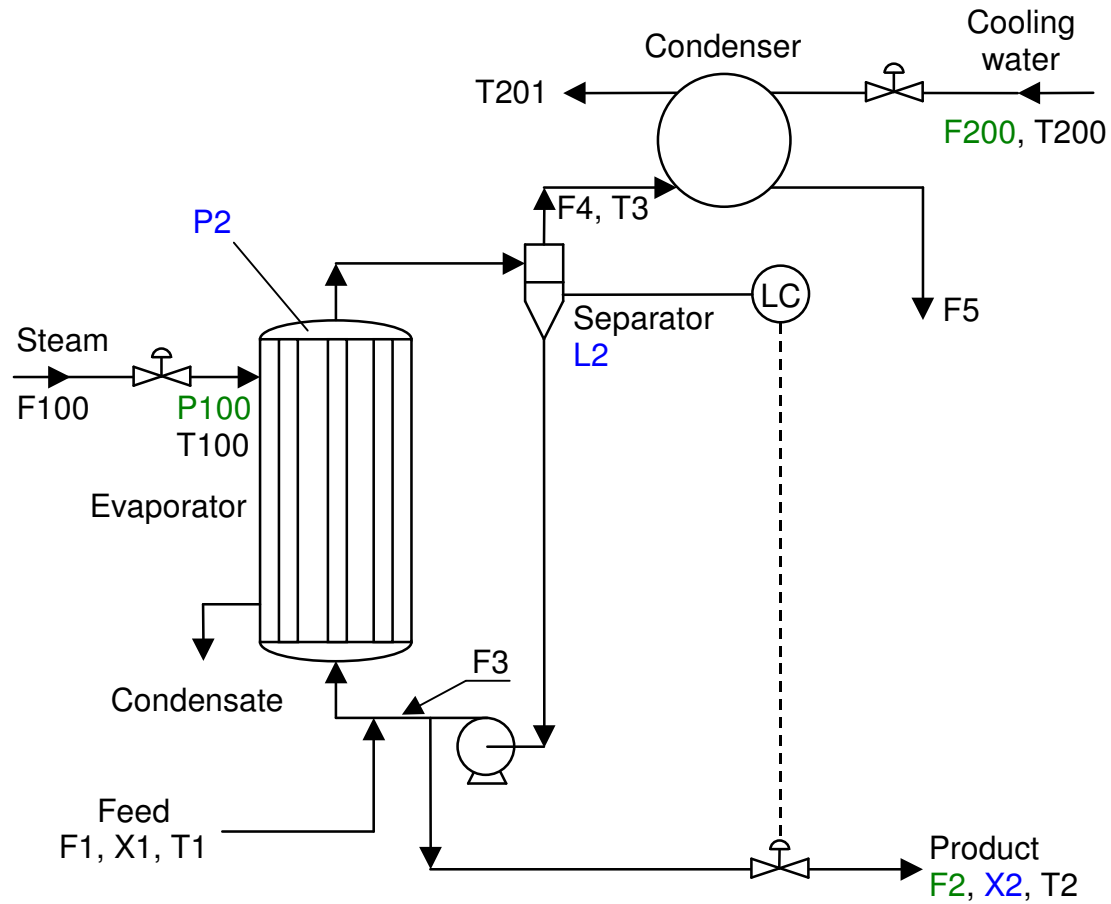 Cooling
water
Condenser
T201
F200, T200
F4, T3
P2
LC
F5
Separator
L2
Steam
F100
P100
T100
Evaporator
F3
Condensate
Feed
F1, X1, T1
Product
F2, X2, T2